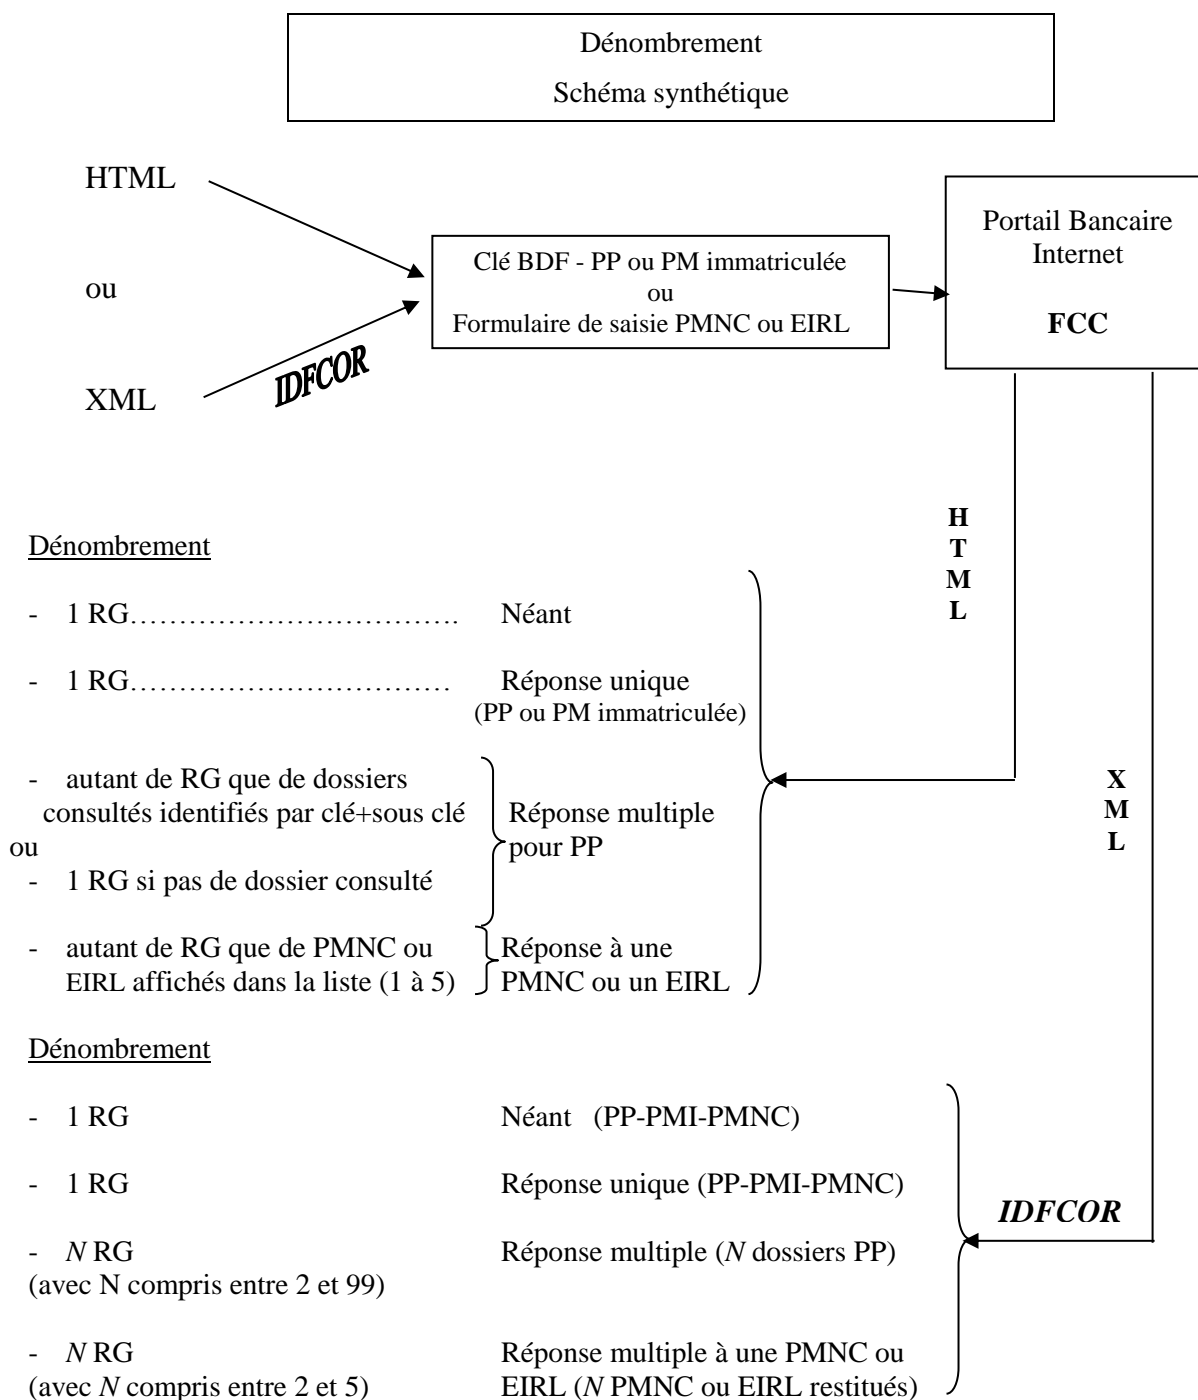 Dénombrement
Schéma synthétique
HTML
ou
XML
IDFCOR
Clé BDF - PP ou PM immatriculée
ou
Formulaire de saisie PMNC ou EIRL
Portail Bancaire
Internet
FCC
H
T
M
L
X
M
L
Dénombrement
- 1 RG……………………………. Néant
- 1 RG…………………………… Réponse unique
(PP ou PM immatriculée)
- autant de RG que de dossiers
consultés identifiés par clé+sous clé
ou
- 1 RG si pas de dossier consulté
Réponse multiple
pour PP
- autant de RG que de PMNC ou
EIRL affichés dans la liste (1 à 5)
Réponse à une
PMNC ou un EIRL
Dénombrement
- 1 RG Néant (PP-PMI-PMNC)
- 1 RG Réponse unique (PP-PMI-PMNC)
IDFCOR
- N RG Réponse multiple (N dossiers PP)
(avec N compris entre 2 et 99)
- N RG Réponse multiple à une PMNC ou
(avec N compris entre 2 et 5) EIRL (N PMNC ou EIRL restitués)